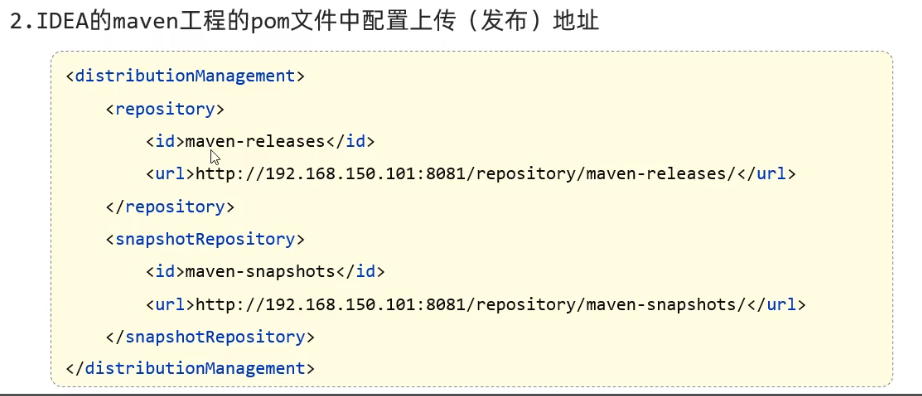 2.IDEA的maven工程的pom文件中配置上传（发布）地址
<distributionManagement>
<repository>
<id>maven-releases</id>
<url>http://192.168.150.101:8081/repository/maven-releases/</url>
</repository>
<snapshotRepository>
<id>maven-snapshots</id>
<url>http://192.168.150.101:8081/repository/maven-snapshots/</url>
</snapshotRepository>
</distributionManagement>